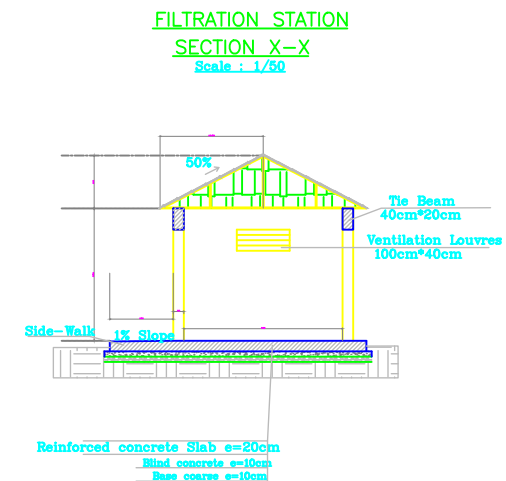 FILTRATION STATION
SECTION X-X
Scale : 1/50
50%
Tie Beam
40cm*20cm
Ventilation Louvres
100cm*40cm
Side-Walk
1% Slope
Reinforced concrete Slab e=20cm
Blind concrete e=10cm
Base coarse e=10cm